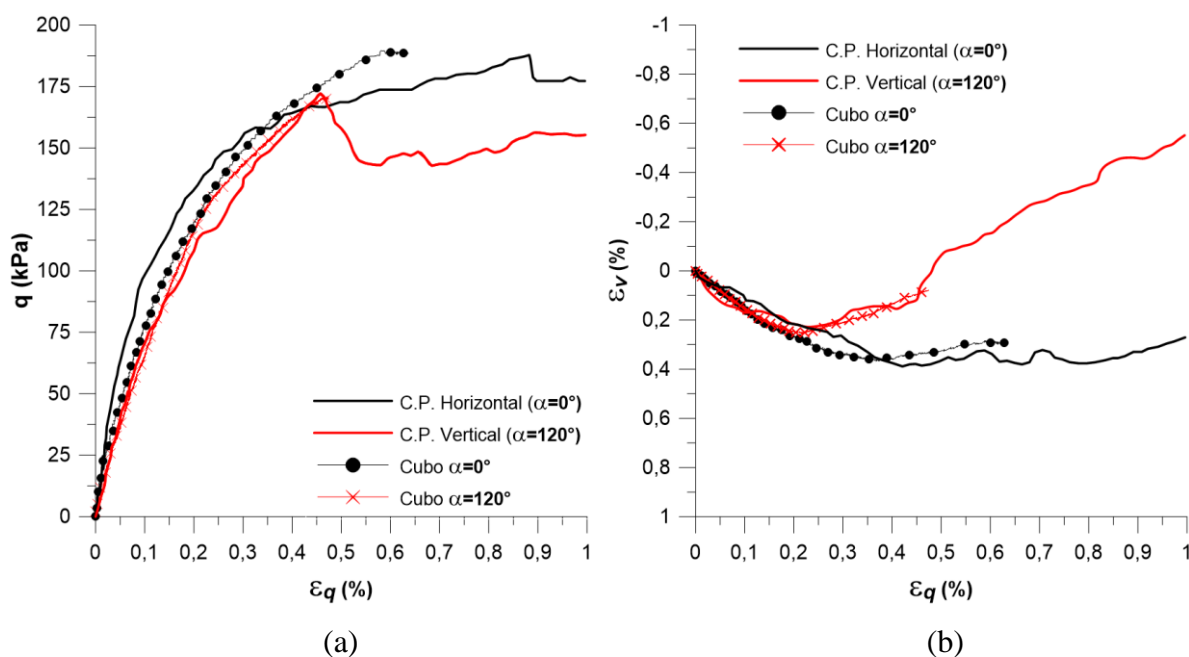 200
175
150
125
100
75
50
25
0
q (kPa)
0 0,1 0,2 0,3 0,4 0,5 0,6 0,7 0,8 0,9 1
εq (%)
C.P. Horizontal (α=0°)
C.P. Vertical (α=120°)
Cubo α=0°
Cubo α=120°
(a)
-1
-0,8
-0,6
-0,4
-0,2
0
0,2
0,4
0,6
0,8
1
εv (%)
0 0,1 0,2 0,3 0,4 0,5 0,6 0,7 0,8 0,9 1
εq (%)
C.P. Horizontal (α=0°)
C.P. Vertical (α=120°)
Cubo α=0°
Cubo α=120°
(b)